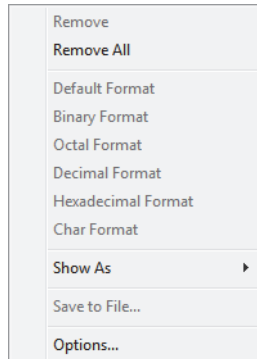 Remove
Remove All
Default Format
Binary Format
Octal Format
Decimal Format
Hexadecimal Format
Char Format
Show As
Save to File...
Options...